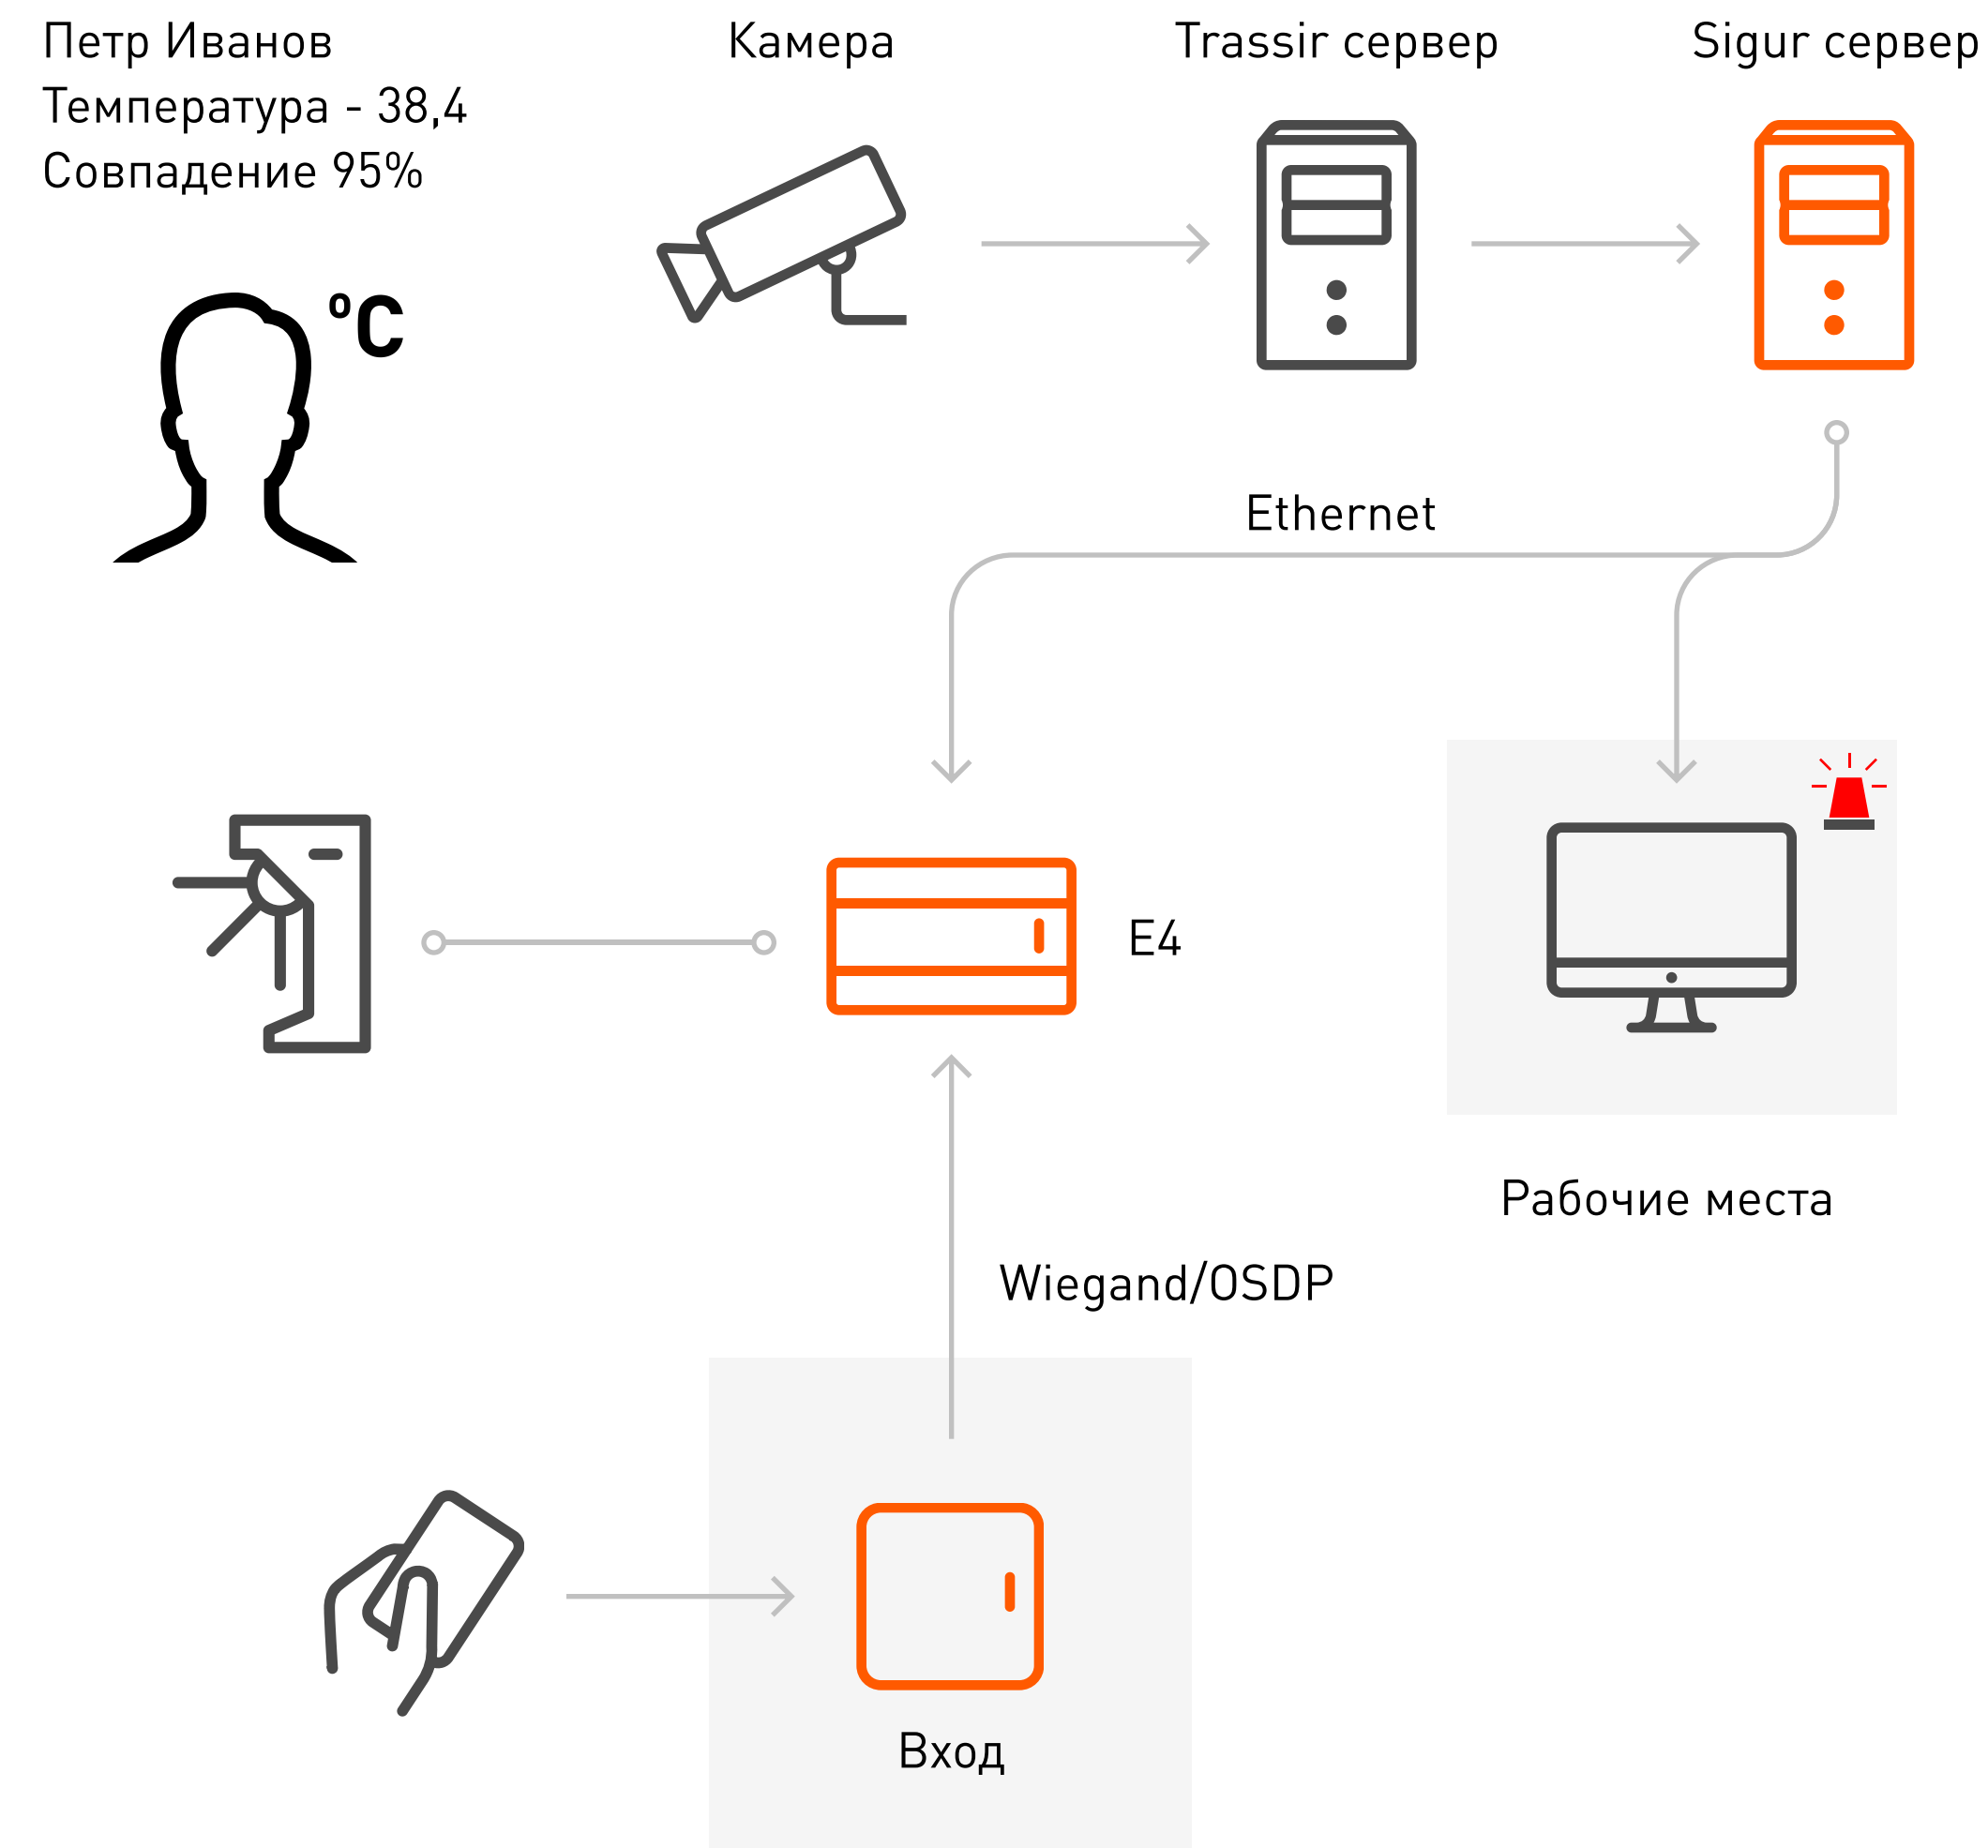 Петр Иванов
Температура - 38,4
Совпадение 95%
Камера
Trassir сервер
Sigur сервер
ºC
Ethernet
E4
Рабочие места
Wiegand/OSDP
Вход